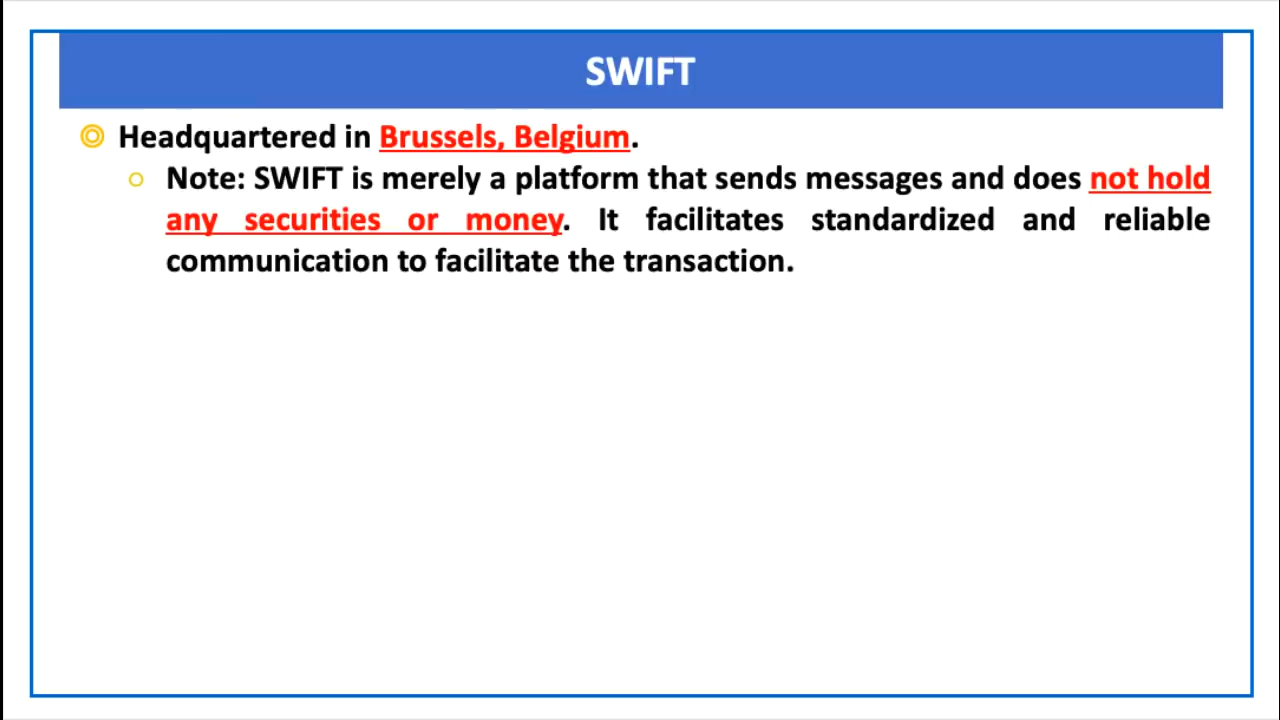 SWIFT
Headquartered in Brussels, Belgium.
Note: SWIFT is merely a platform that sends messages and does not hold
any securities or money. It facilitates standardized and reliable
communication to facilitate the transaction.